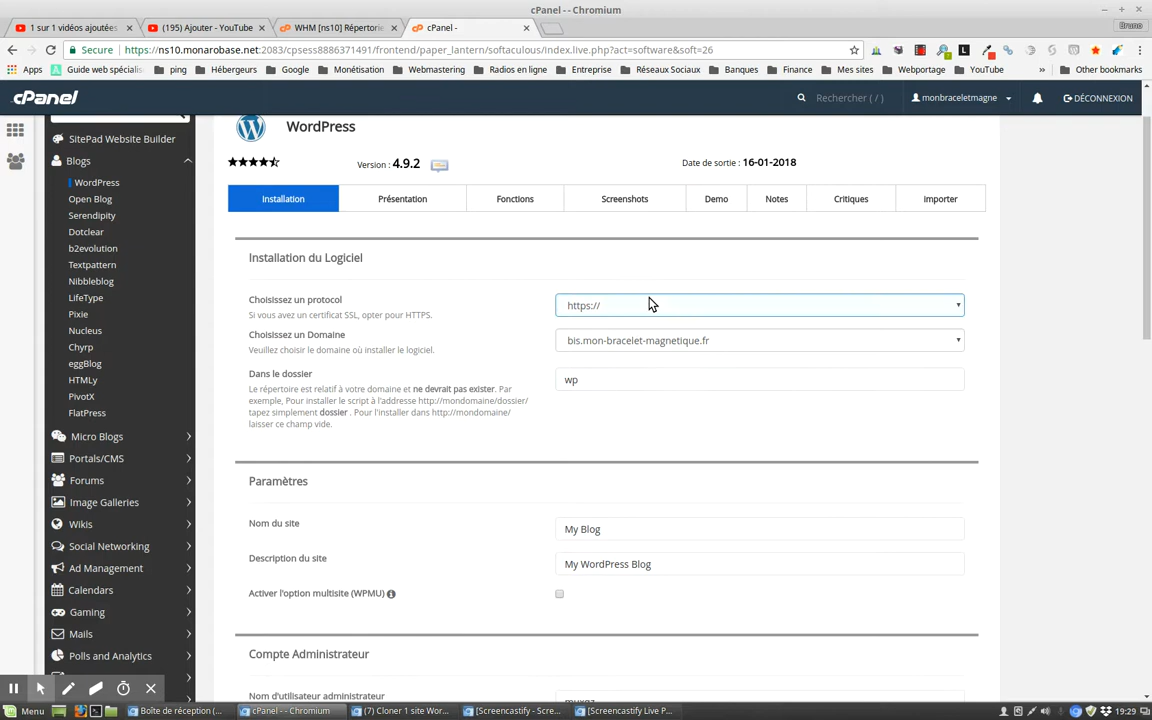 cPanel - - Chromium
1 sur 1 vidéos ajoutées
(195) Ajouter - YouTube
WHM [ns10] Répertorie
cPanel -
Bruno
Secure
https://ns10.monarobase.net:2083/cpsess8886371491/frontend/paper_lantern/softaculous/index.live.php?act=software&soft=26
Apps
Guide web spécialis
ping
Hébergeurs
Google
Monétisation
Webmastering
Radios en ligne
Entreprise
Réseaux Sociaux
Banques
Finance
Mes sites
Webportage
YouTube
»
Other bookmarks
cPanel
Rechercher ( / )
monbraceletmagne
DÉCONNEXION
SitePad Website Builder
Blogs
WordPress
Open Blog
Serendipity
Dotclear
b2evolution
Textpattern
Nibbleblog
LifeType
Pixie
Nucleus
Chyrp
eggBlog
HTMLy
PivotX
FlatPress
Micro Blogs
Portals/CMS
Forums
Image Galleries
Wikis
Social Networking
Ad Management
Calendars
Gaming
Mails
Polls and Analytics
WordPress
Version : 4.9.2
Date de sortie : 16-01-2018
Installation
Présentation
Fonctions
Screenshots
Demo
Notes
Critiques
Importer
Installation du Logiciel
Choisissez un protocol
Si vous avez un certificat SSL, opter pour HTTPS.
https://
Choisissez un Domaine
Veuillez choisir le domaine où installer le logiciel.
bis.mon-bracelet-magnetique.fr
Dans le dossier
Le répertoire est relatif à votre domaine et ne devrait pas exister. Par
exemple, Pour installer le script à l'adresse http://mondomaine/dossier/
tapez simplement dossier . Pour l'installer dans http://mondomaine/
laisser ce champ vide.
wp
Paramètres
Nom du site
My Blog
Description du site
My WordPress Blog
Activer l'option multisite (WPMU)
Compte Administrateur
Nom d'utilisateur administrateur
Menu
Boîte de réception (...
cPanel - - Chromium
(7) Cloner 1 site Wor...
[Screencastify - Scre...
[Screencastify Live P...
19:29